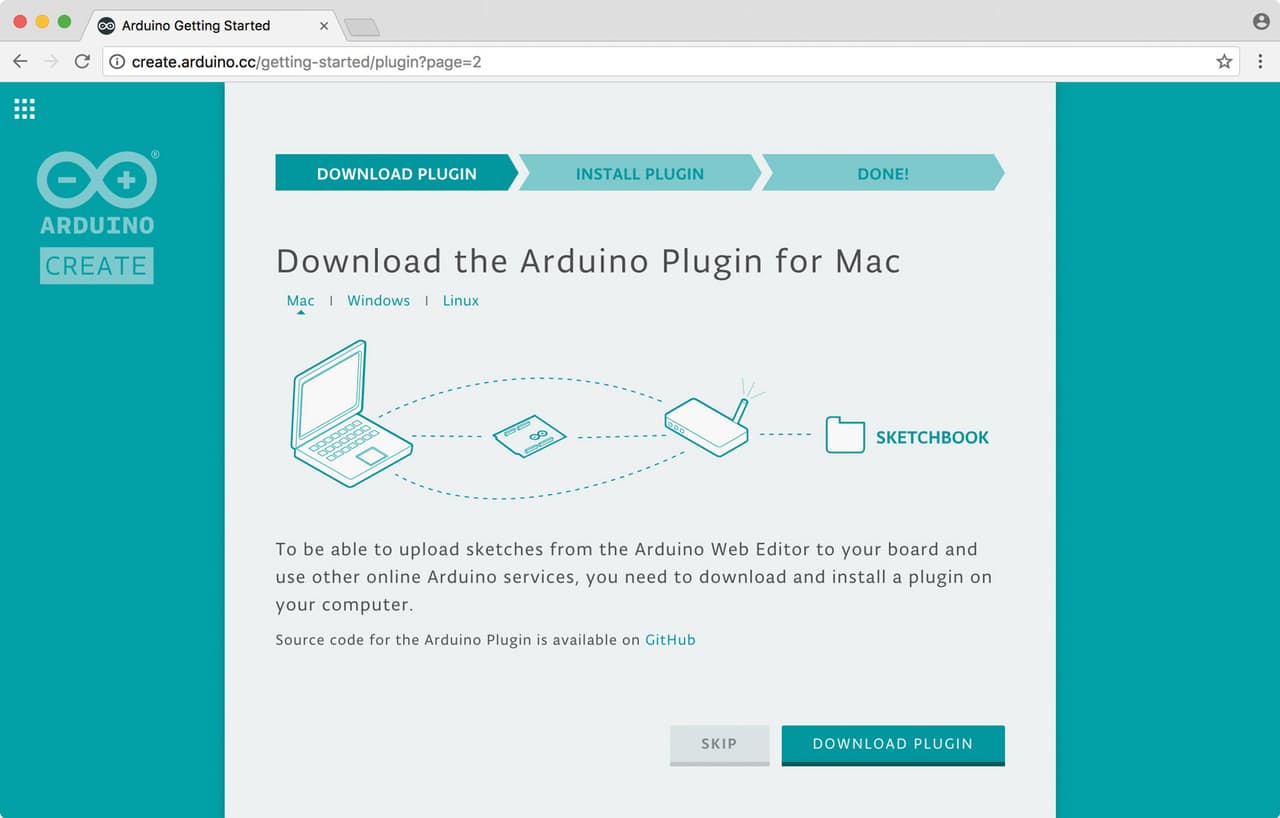 Arduino Getting Started
create.arduino.cc/getting-started/plugin?page=2
®
ARDUINO
CREATE
DOWNLOAD PLUGIN
INSTALL PLUGIN
DONE!
Download the Arduino Plugin for Mac
Mac | Windows | Linux
SKETCHBOOK
To be able to upload sketches from the Arduino Web Editor to your board and
use other online Arduino services, you need to download and install a plugin on
your computer.
Source code for the Arduino Plugin is available on GitHub
SKIP
DOWNLOAD PLUGIN